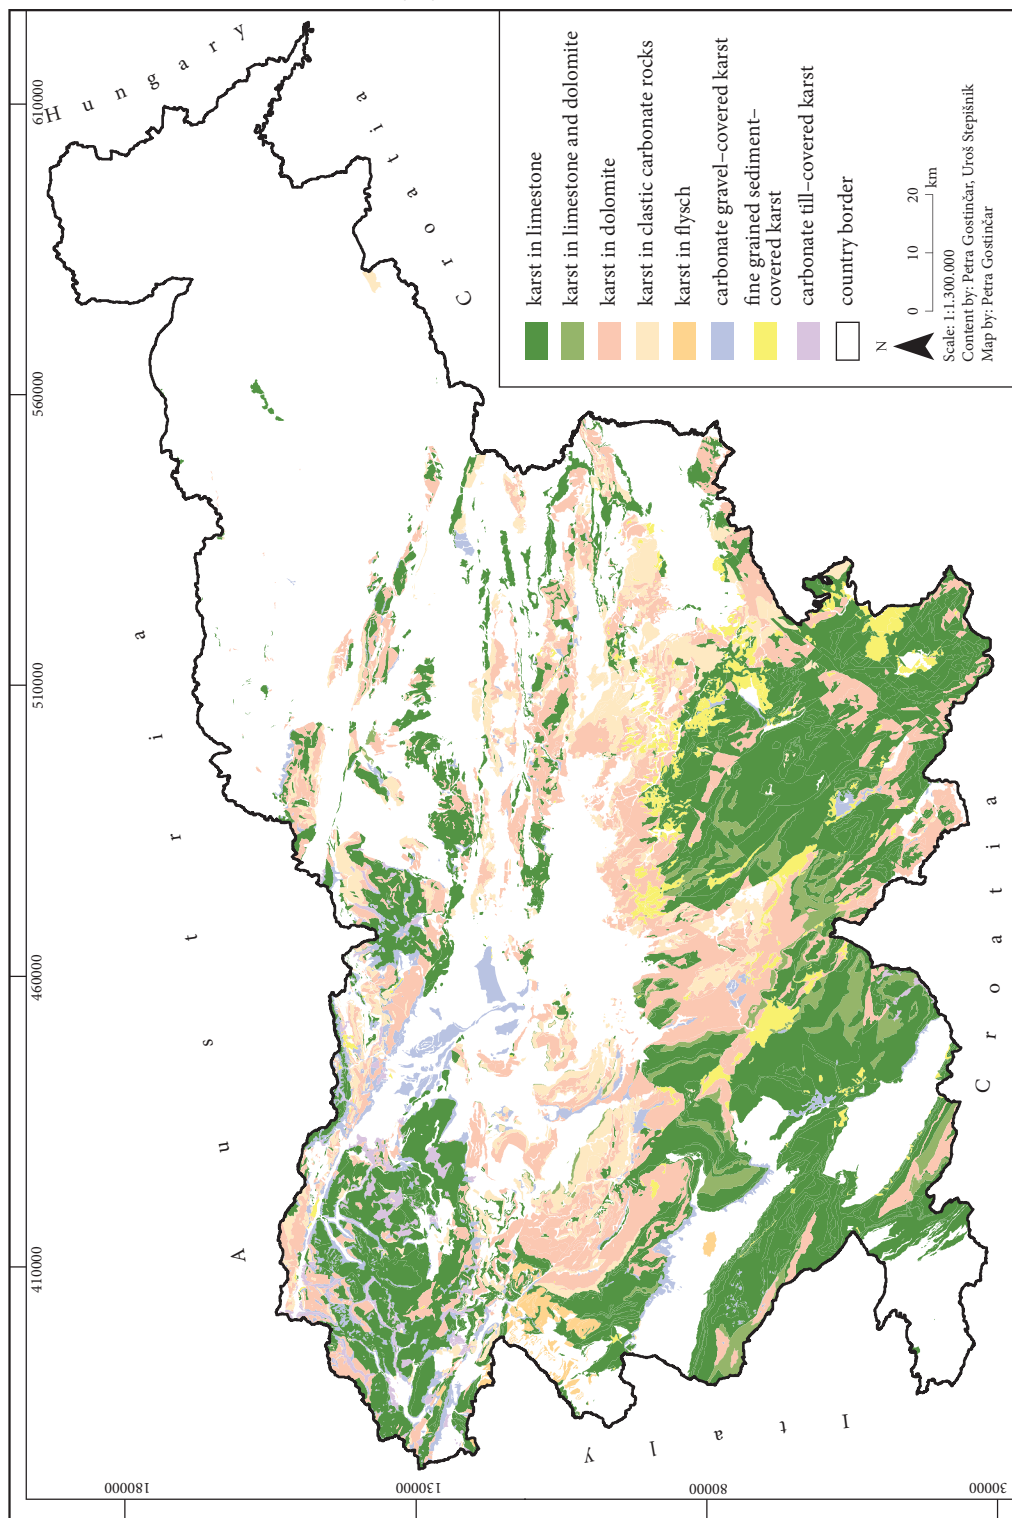 Hungary
Croatia
Austria
Italy
Croatia
karst in limestone
karst in limestone and dolomite
karst in dolomite
karst in clastic carbonate rocks
karst in flysch
carbonate gravel–covered karst
fine grained sediment–
covered karst
carbonate till–covered karst
country border
N
0 10 20
km
Scale: 1:1.300.000
Content by: Petra Gostinčar, Uroš Stepišnik
Map by: Petra Gostinčar
410000
460000
510000
560000
610000
180000
130000
80000
30000